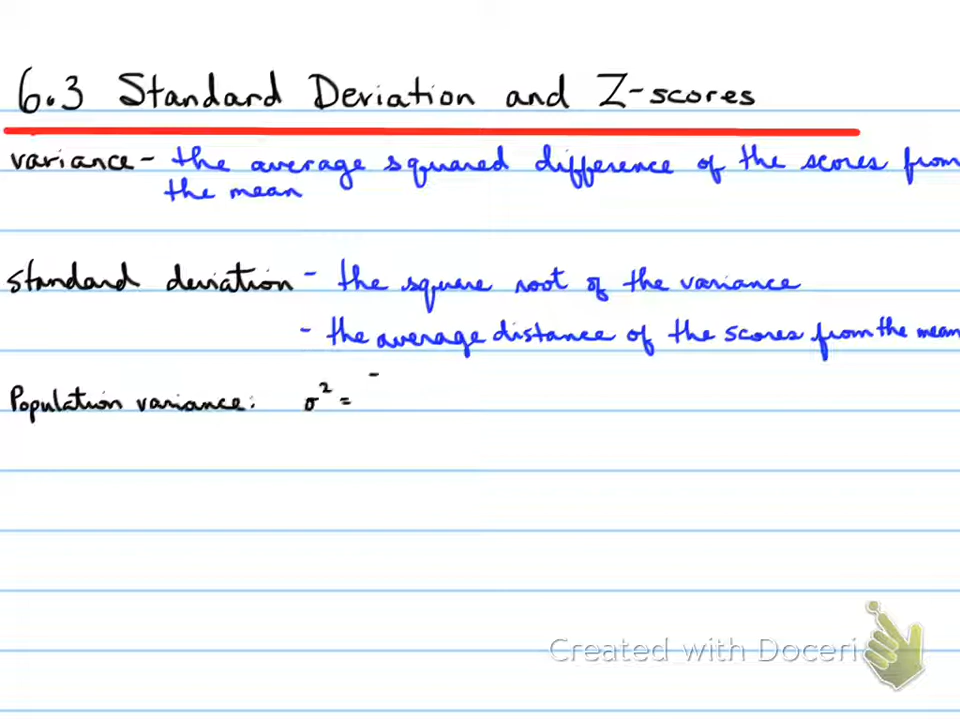 6.3 Standard Deviation and Z-scores
variance - the average squared difference of the scores from
the mean
standard deviation - the square root of the variance
- the average distance of the scores from the mean
Population variance: σ² =
Created with Doceri